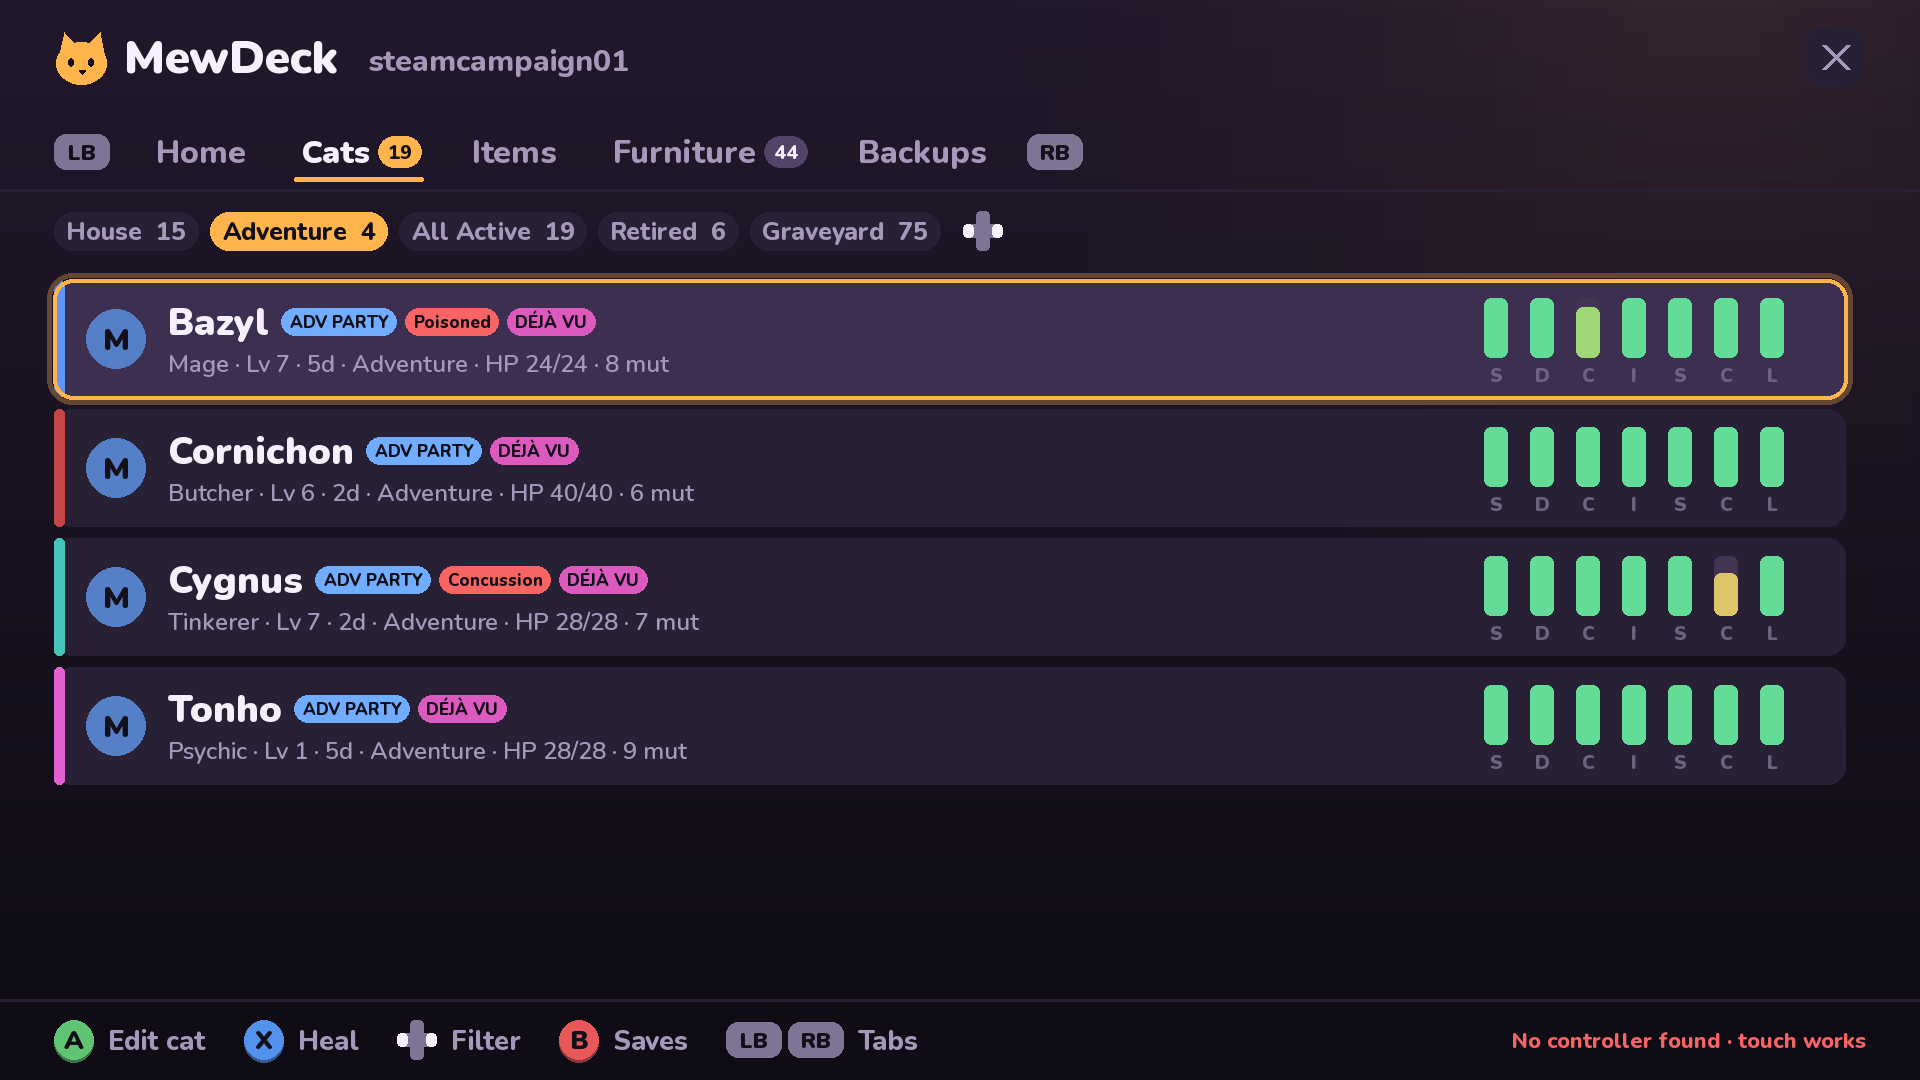 MewDeck steamcampaign01
LB Home Cats 19 Items Furniture 44 Backups RB
House 15 Adventure 4 All Active 19 Retired 6 Graveyard 75
M Bazyl ADV PARTY Poisoned DÉJÀ VU
Mage · Lv 7 · 5d · Adventure · HP 24/24 · 8 mut
S D C I S C L
M Cornichon ADV PARTY DÉJÀ VU
Butcher · Lv 6 · 2d · Adventure · HP 40/40 · 6 mut
S D C I S C L
M Cygnus ADV PARTY Concussion DÉJÀ VU
Tinkerer · Lv 7 · 2d · Adventure · HP 28/28 · 7 mut
S D C I S C L
M Tonho ADV PARTY DÉJÀ VU
Psychic · Lv 1 · 5d · Adventure · HP 28/28 · 9 mut
S D C I S C L
A Edit cat X Heal Filter B Saves LB RB Tabs No controller found · touch works